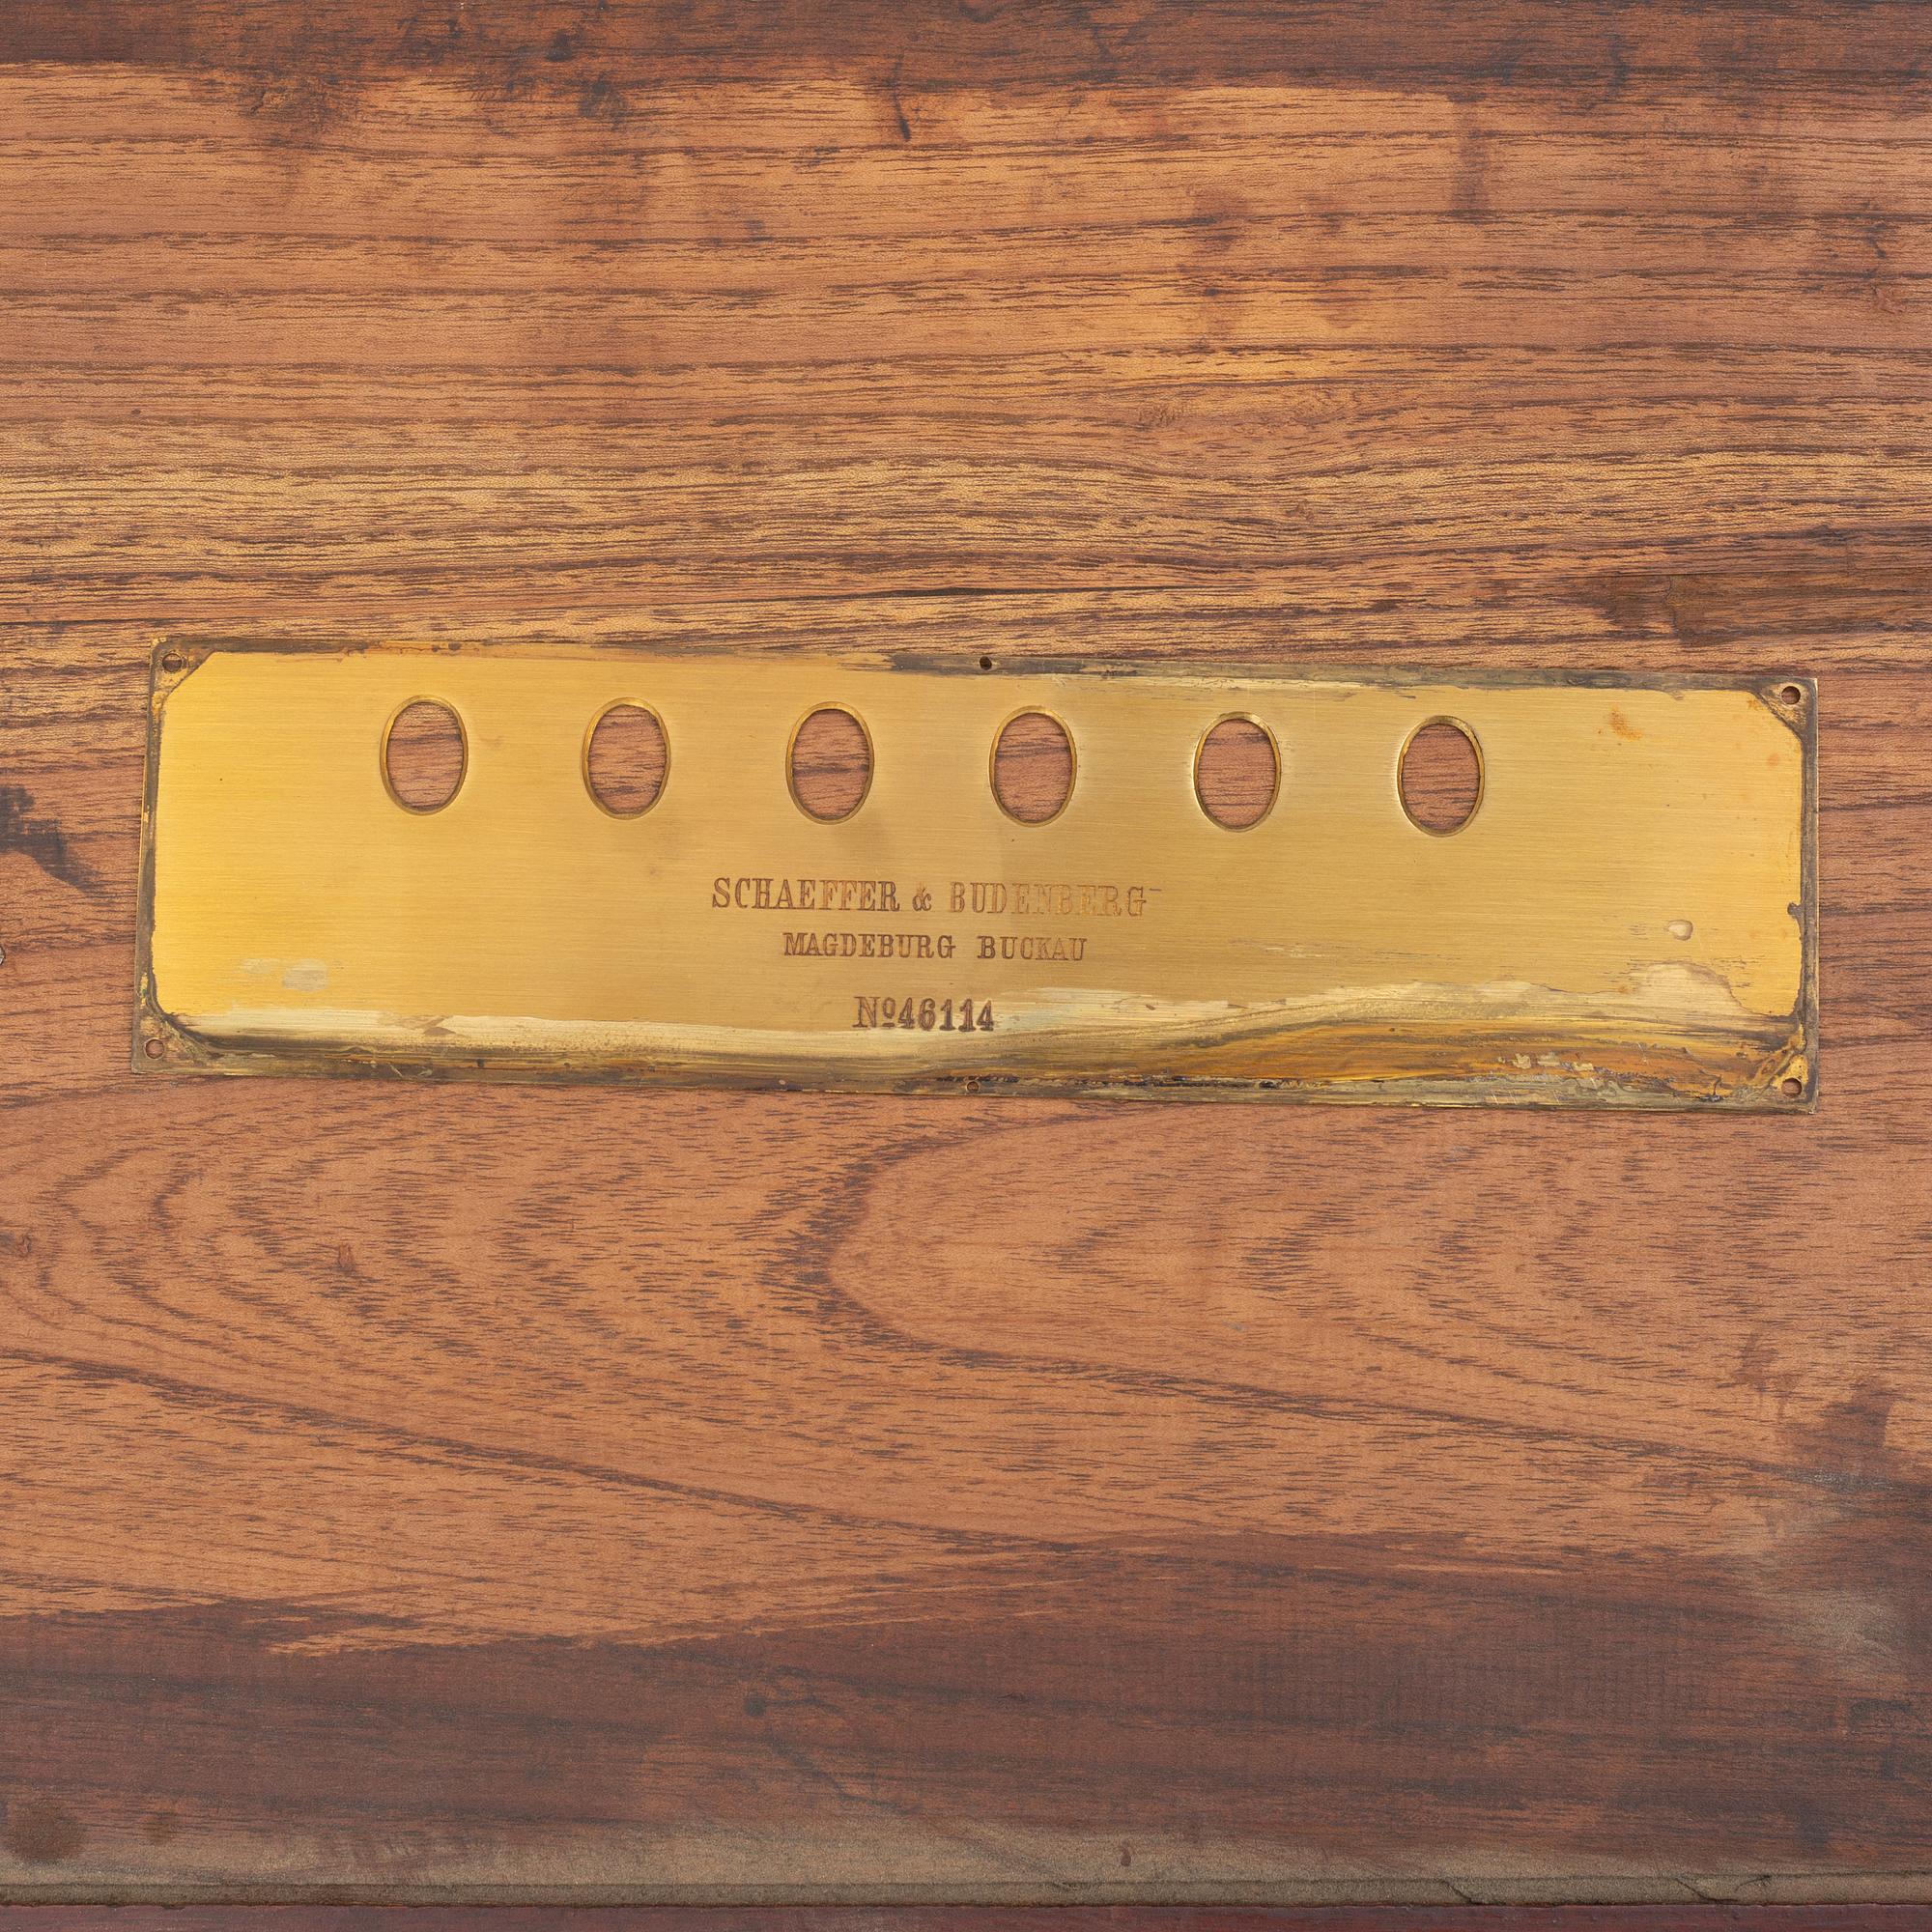 SCHAEFFER & BUDENBERG
MAGDEBURG BUCKAU
Nº46114